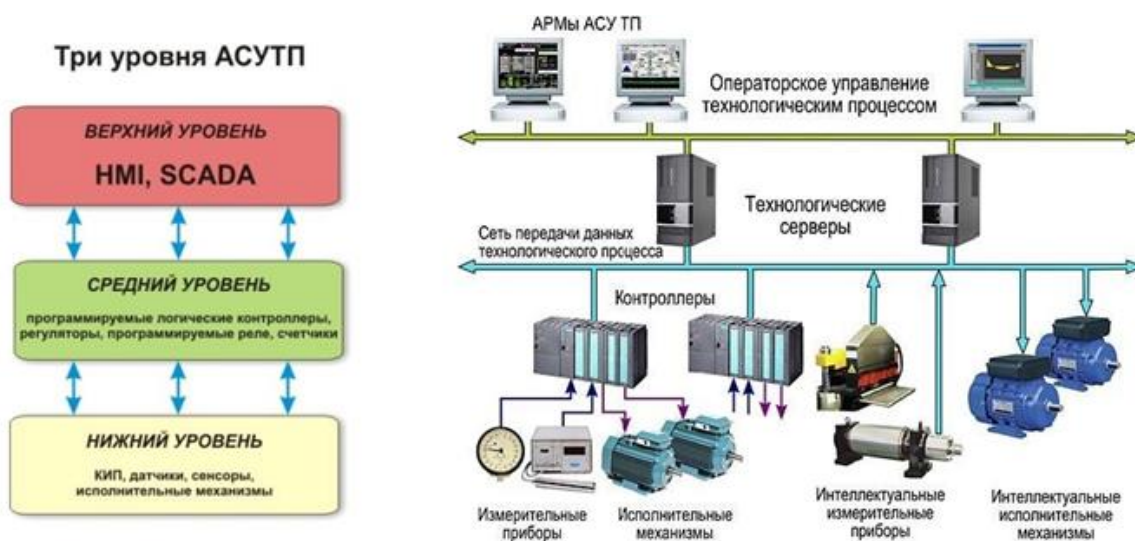 Три уровня АСУТП
ВЕРХНИЙ УРОВЕНЬ
HMI, SCADA
СРЕДНИЙ УРОВЕНЬ
программируемые логические контроллеры,
регуляторы, программируемые реле, счетчики
НИЖНИЙ УРОВЕНЬ
КИП, датчики, сенсоры,
исполнительные механизмы
АРМы АСУ ТП
Операторское управление
технологическим процессом
Технологические
серверы
Сеть передачи данных
технологического процесса
Контроллеры
Измерительные
приборы
Исполнительные
механизмы
Интеллектуальные
измерительные
приборы
Интеллектуальные
исполнительные
механизмы